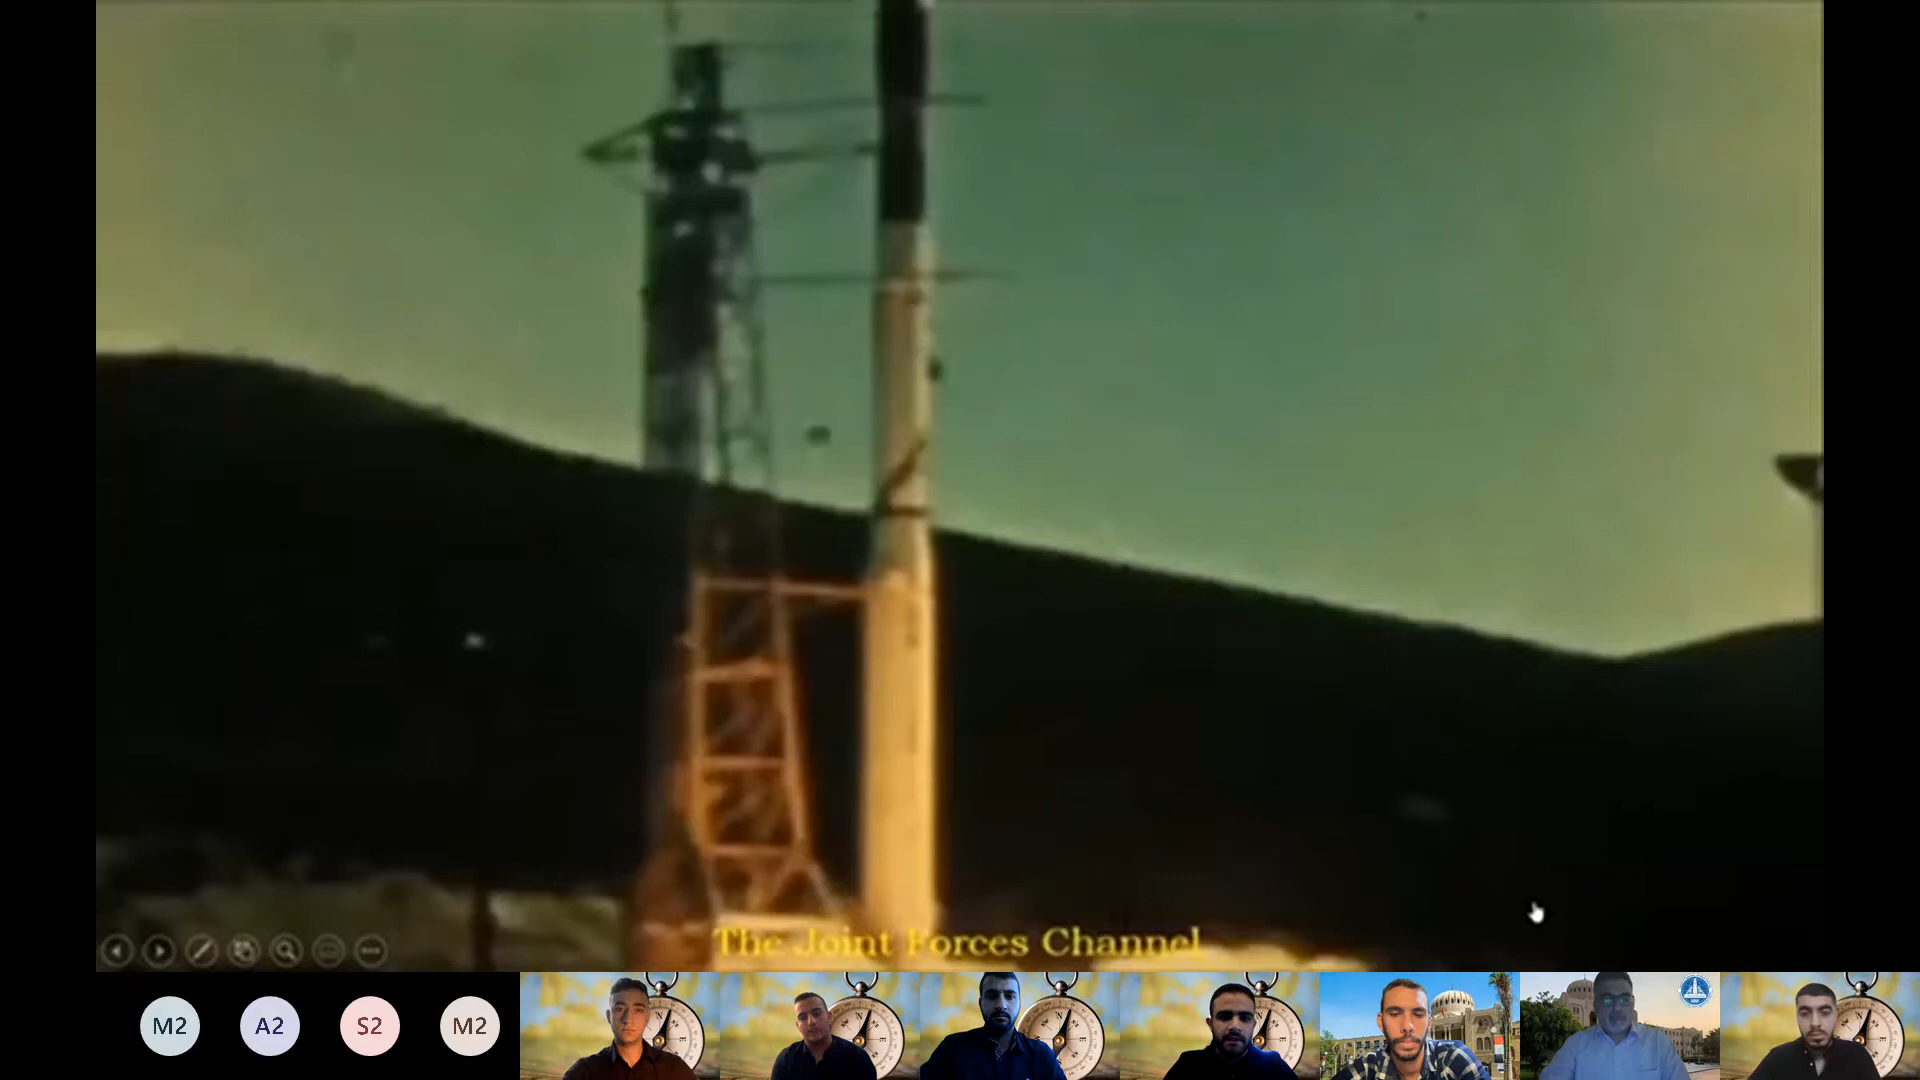 The Joint Forces Channel
M2
A2
S2
M2